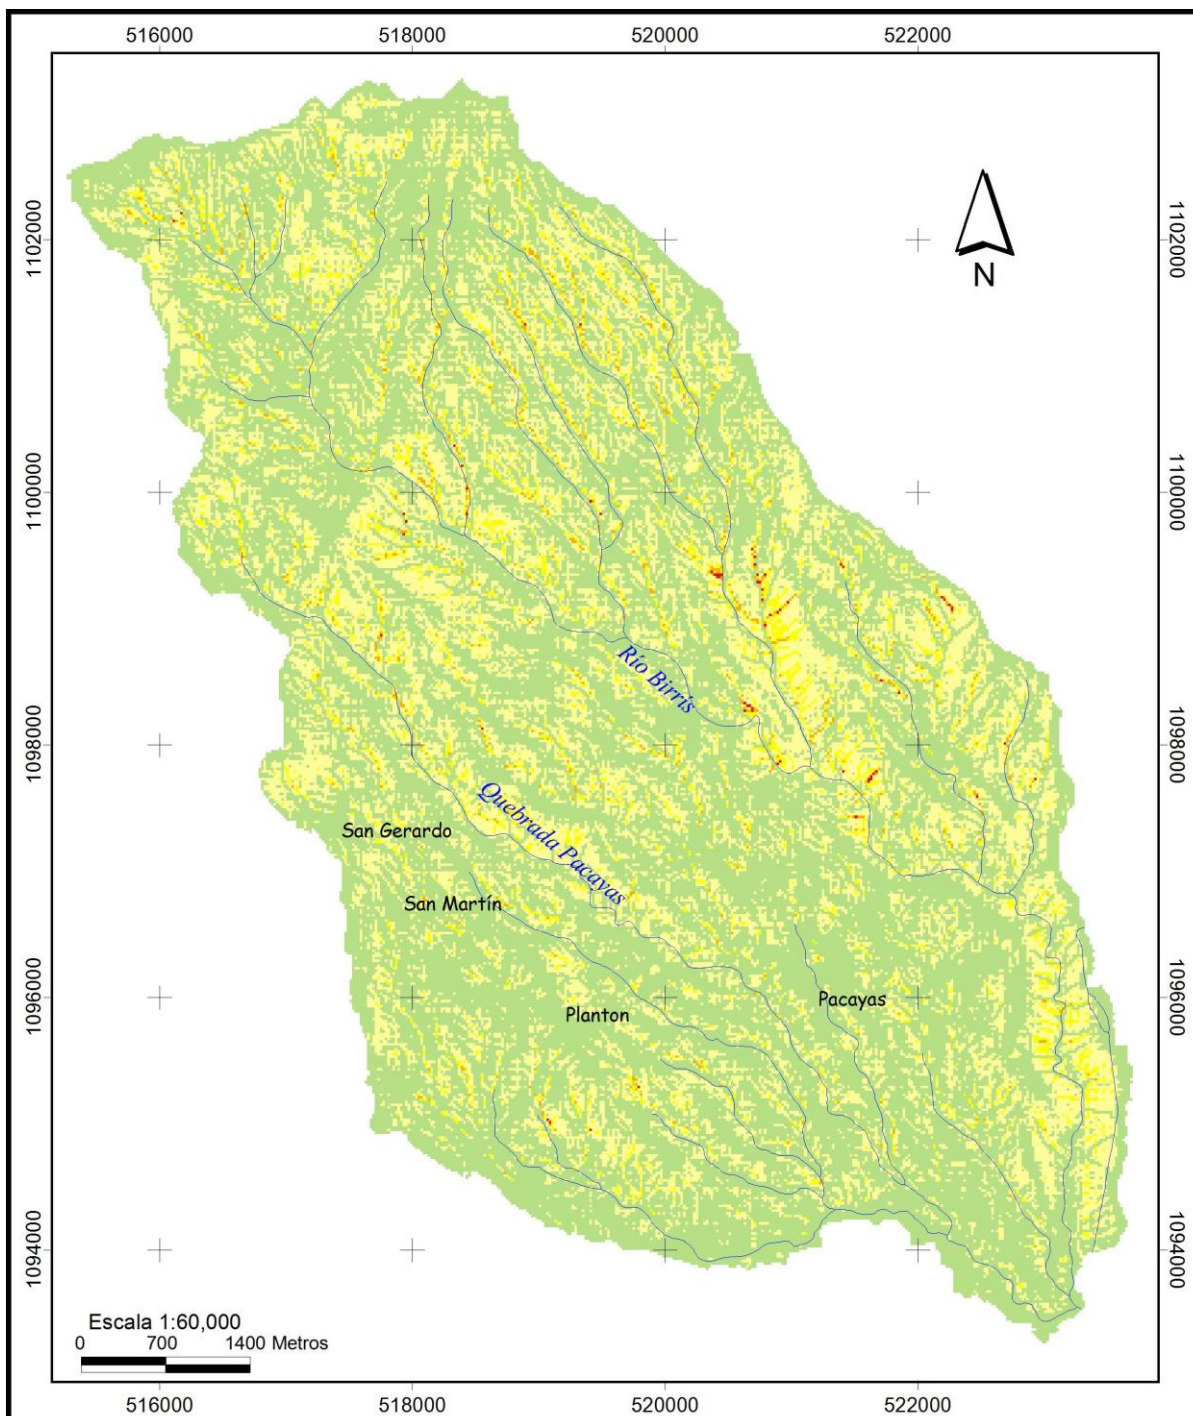 516000 518000 520000 522000
1102000 1102000
N
1100000 1100000
Río Birrís
1098000 1098000
Quebrada Pacayas
San Gerardo
San Martín
1096000 1096000
Pacayas
Planton
1094000 1094000
Escala 1:60,000
0 700 1400 Metros
516000 518000 520000 522000